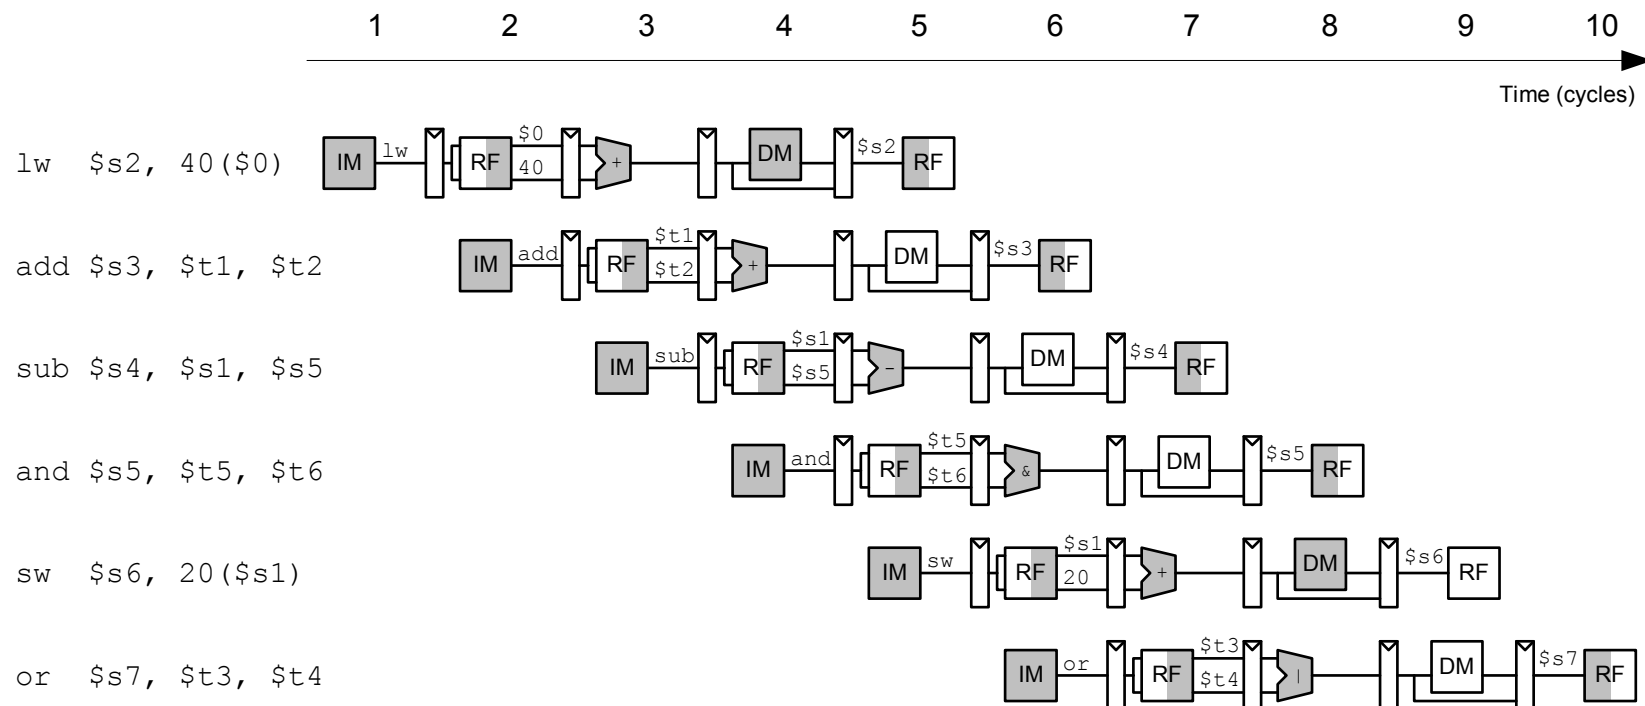 1 2 3 4 5 6 7 8 9 10
Time (cycles)
lw $s2, 40($0) IM lw RF $0 40 + DM $s2 RF
add $s3, $t1, $t2 IM add RF $t1 $t2 + DM $s3 RF
sub $s4, $s1, $s5 IM sub RF $s1 $s5 - DM $s4 RF
and $s5, $t5, $t6 IM and RF $t5 $t6 & DM $s5 RF
sw $s6, 20($s1) IM sw RF $s1 20 + DM $s6 RF
or $s7, $t3, $t4 IM or RF $t3 $t4 | DM $s7 RF